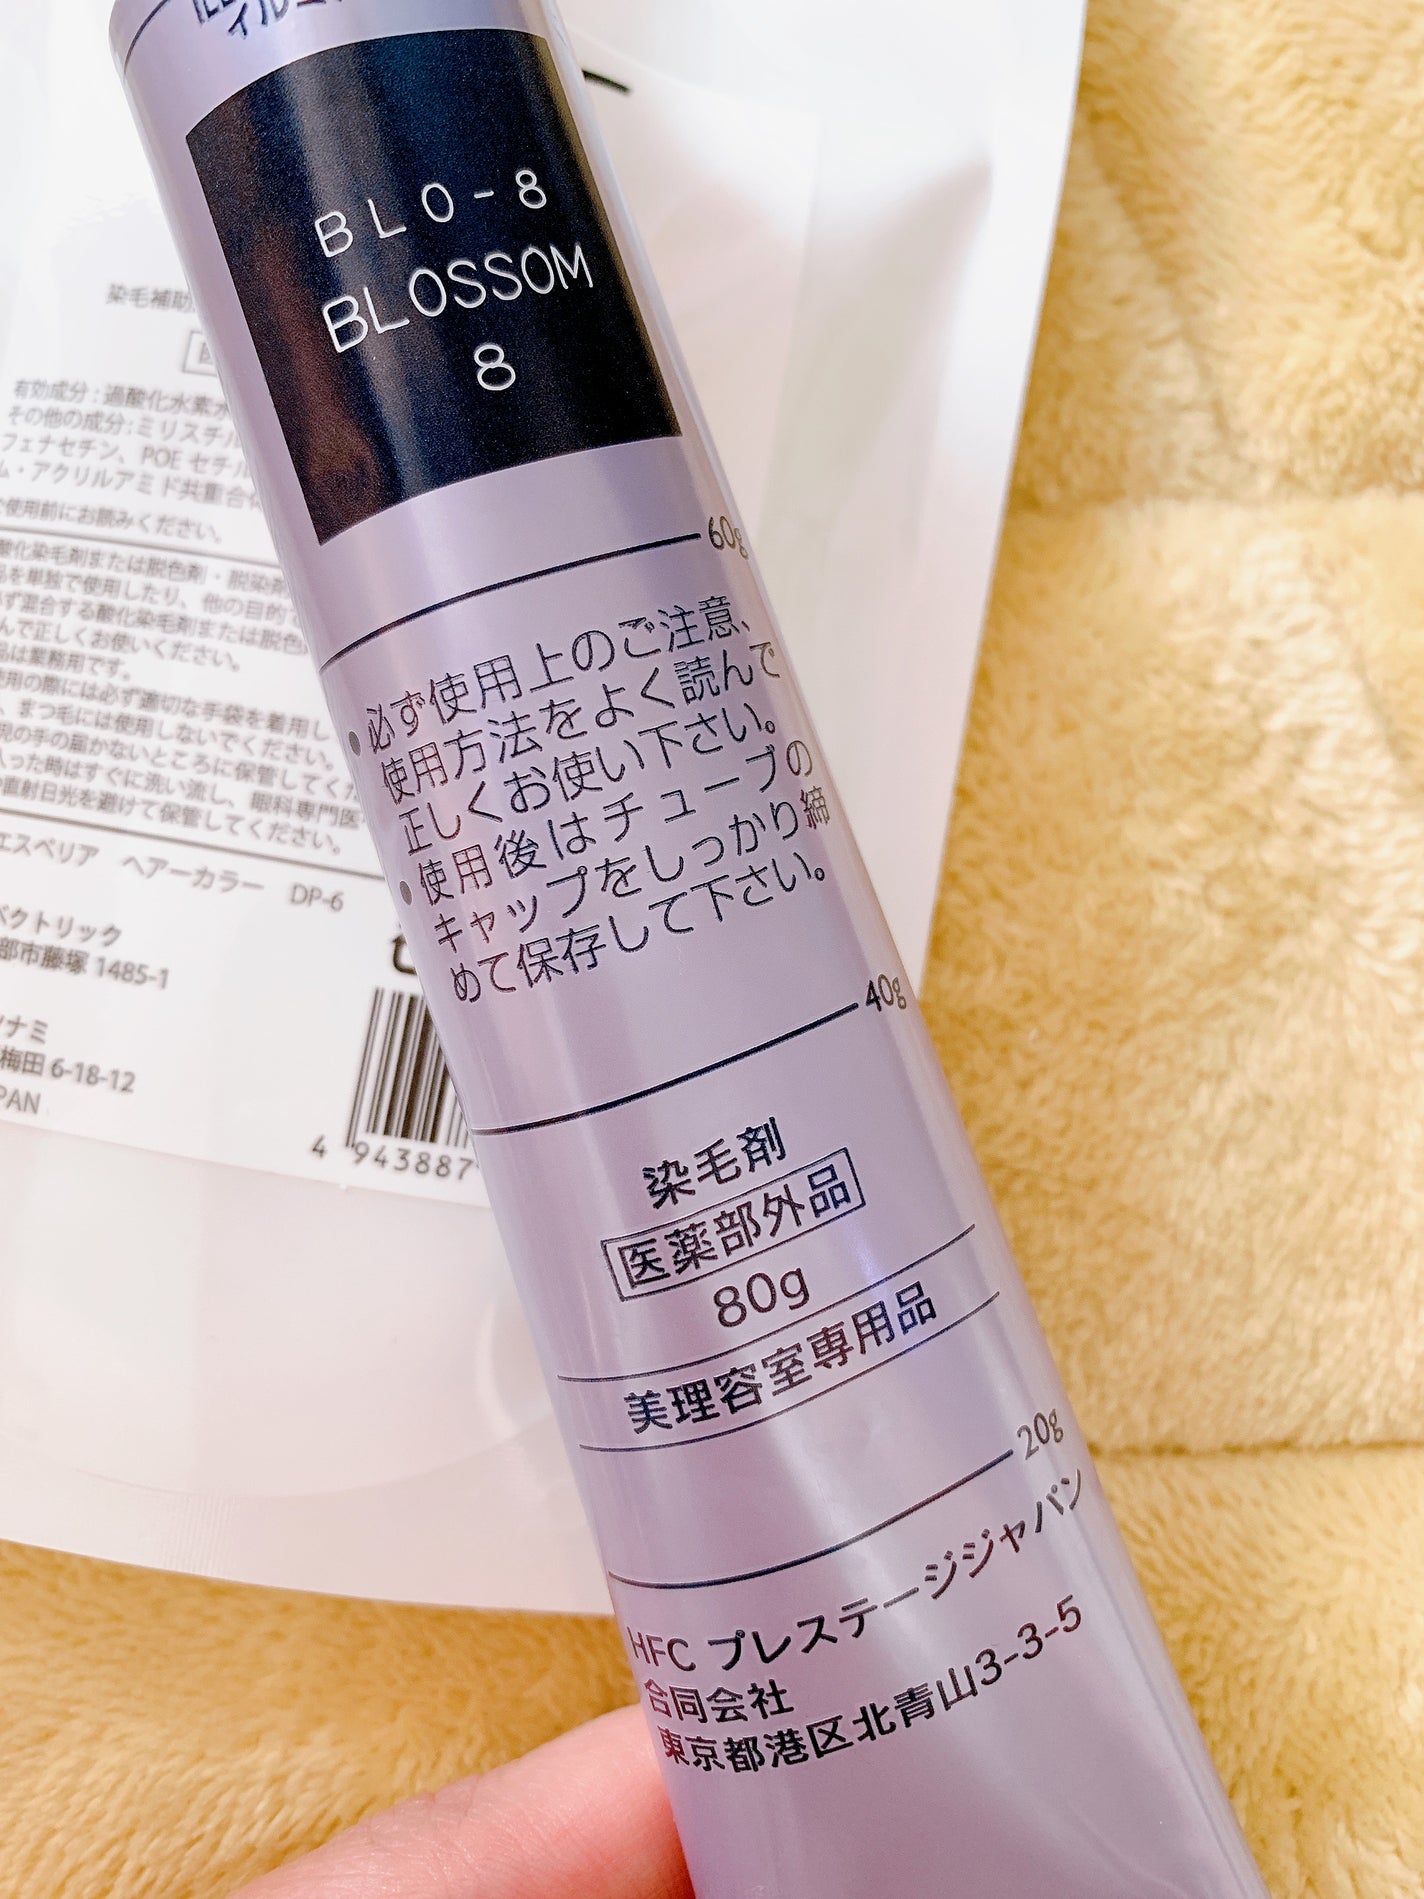 BLO-8
BLOSSOM
8
60g
●必ず使用上のご注意、
使用方法をよく読んで
正しくお使い下さい。
●使用後はチューブの
キャップをしっかり締
めて保存して下さい。
40g
染毛剤
医薬部外品
80g
美理容室専用品
20g
HFC プレステージジャパン
合同会社
東京都港区北青山3-3-5
染毛補助
有効成分:過酸化水素水
その他の成分:ミリスチル
フェナセチン、POE セチル
ム・アクリルアミド共重合体
使用前にお読みください。
酸化染毛剤または脱色剤・脱染剤
を単独で使用したり、他の目的で
ず混合する酸化染毛剤または脱色
んで正しくお使いください。
品は業務用です。
使用の際には必ず適切な手袋を着用し
、まつ毛には使用しないでください。
の手の届かないところに保管してくだ
入った時はすぐに洗い流し、眼科専門医
直射日光を避けて保管してください。
エスペリア ヘアーカラー DP-6
ベクトリック
部市藤塚 1485-1
ツナミ
梅田 6-18-12
PAN
4 943887